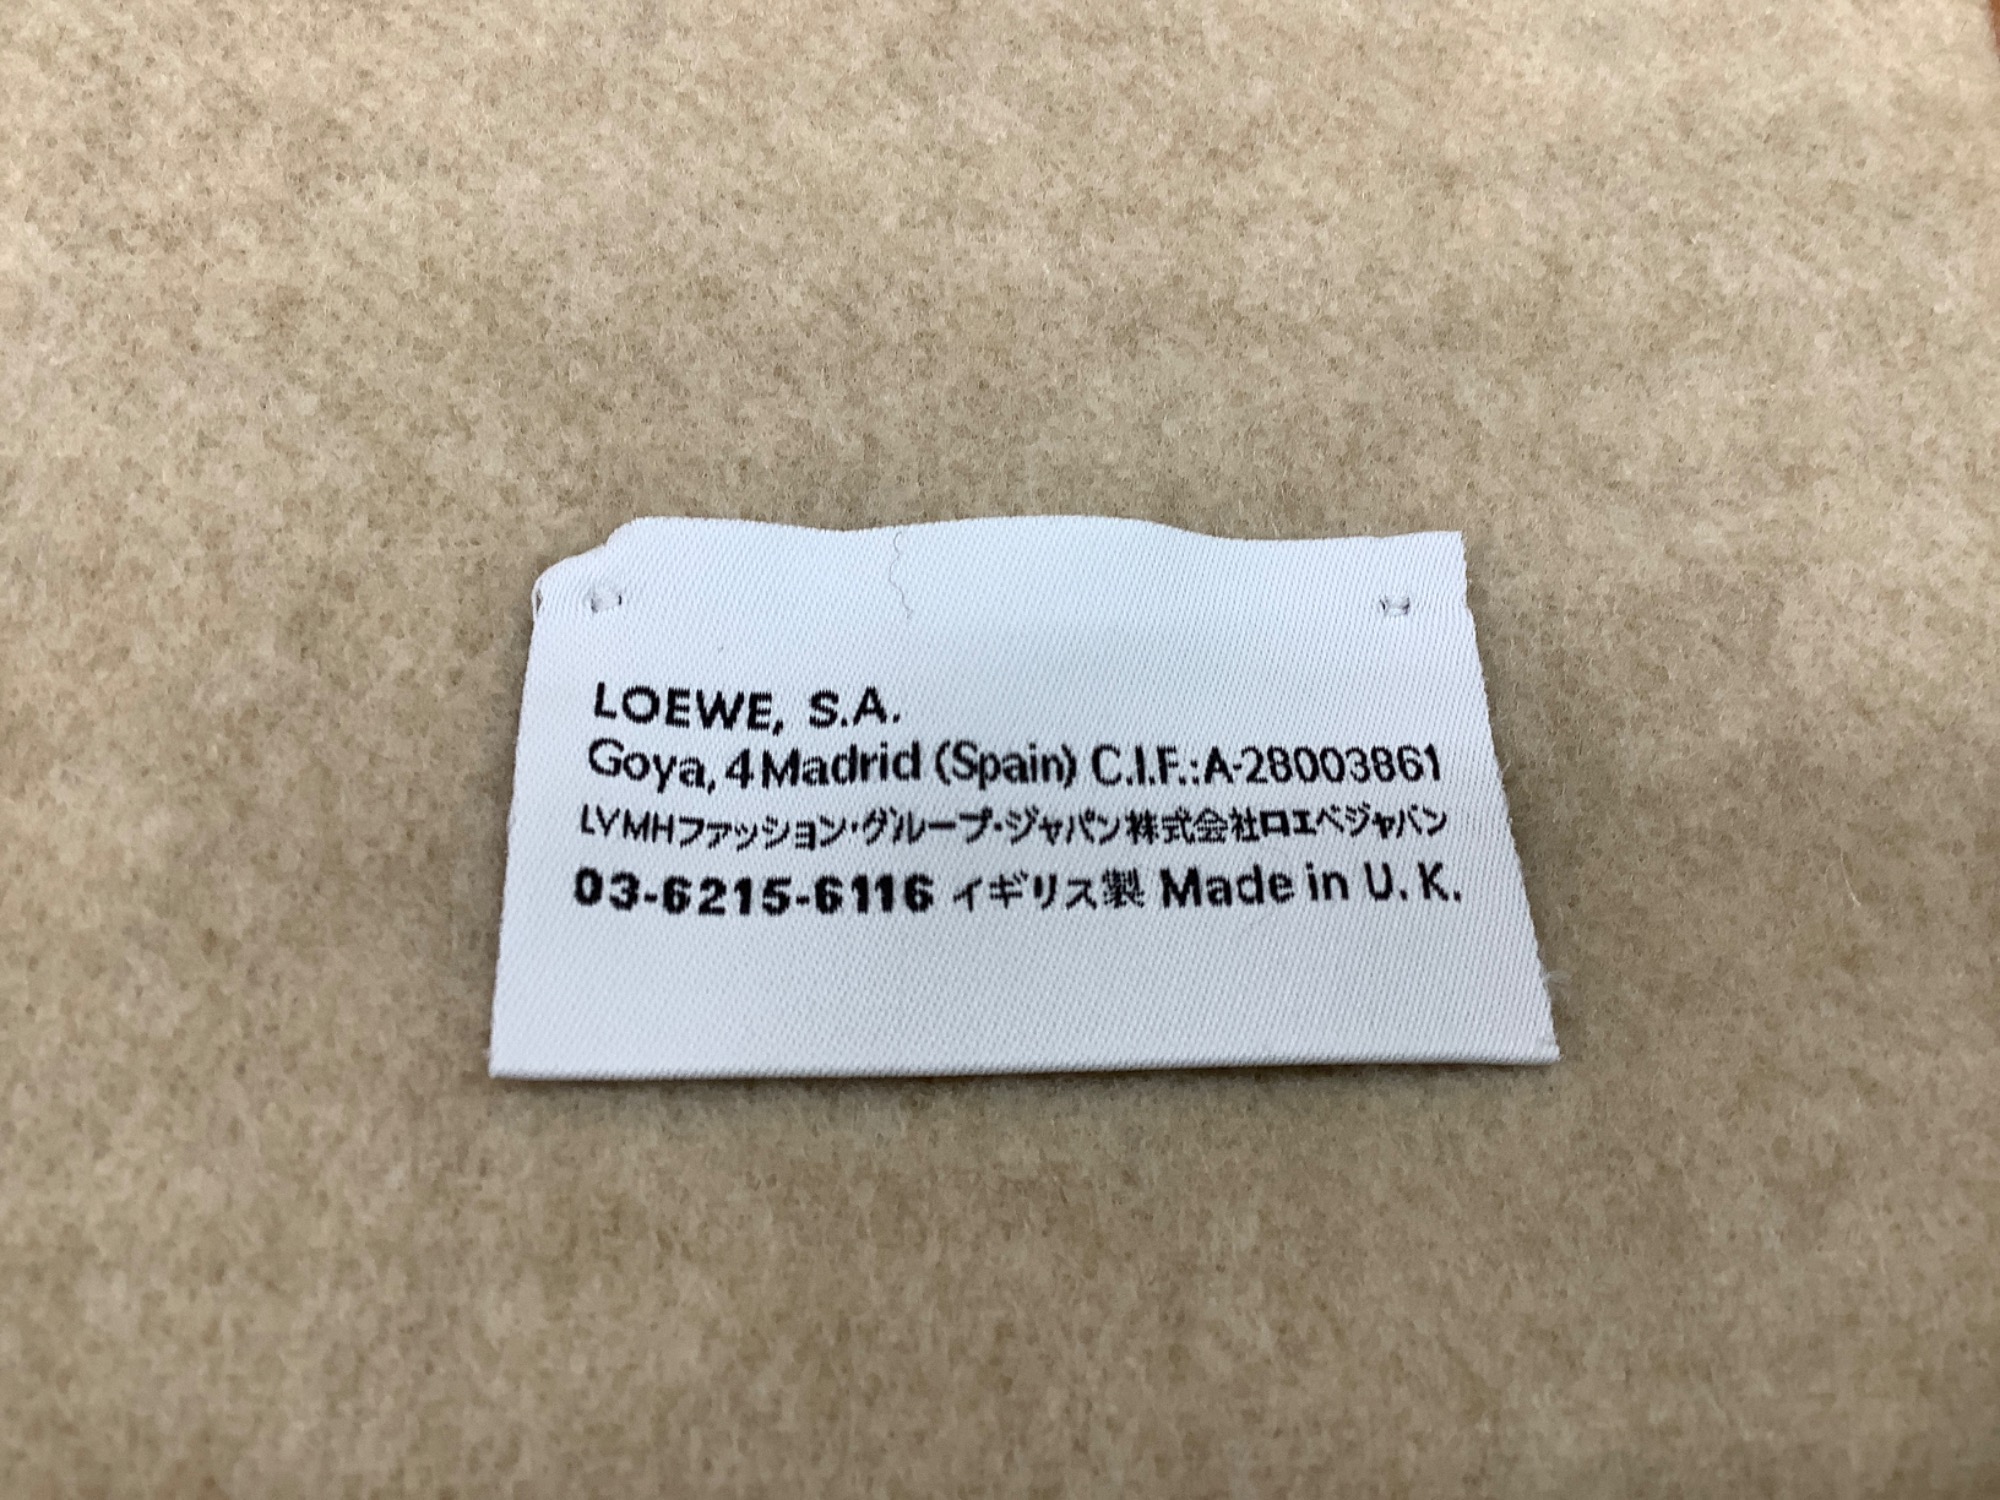 LOEWE, S.A.
Goya, 4 Madrid (Spain) C.I.F.:A-28003861
LVMHファッション・グループ・ジャパン株式会社ロエベジャパン
03-6215-6116 イギリス製 Made in U.K.